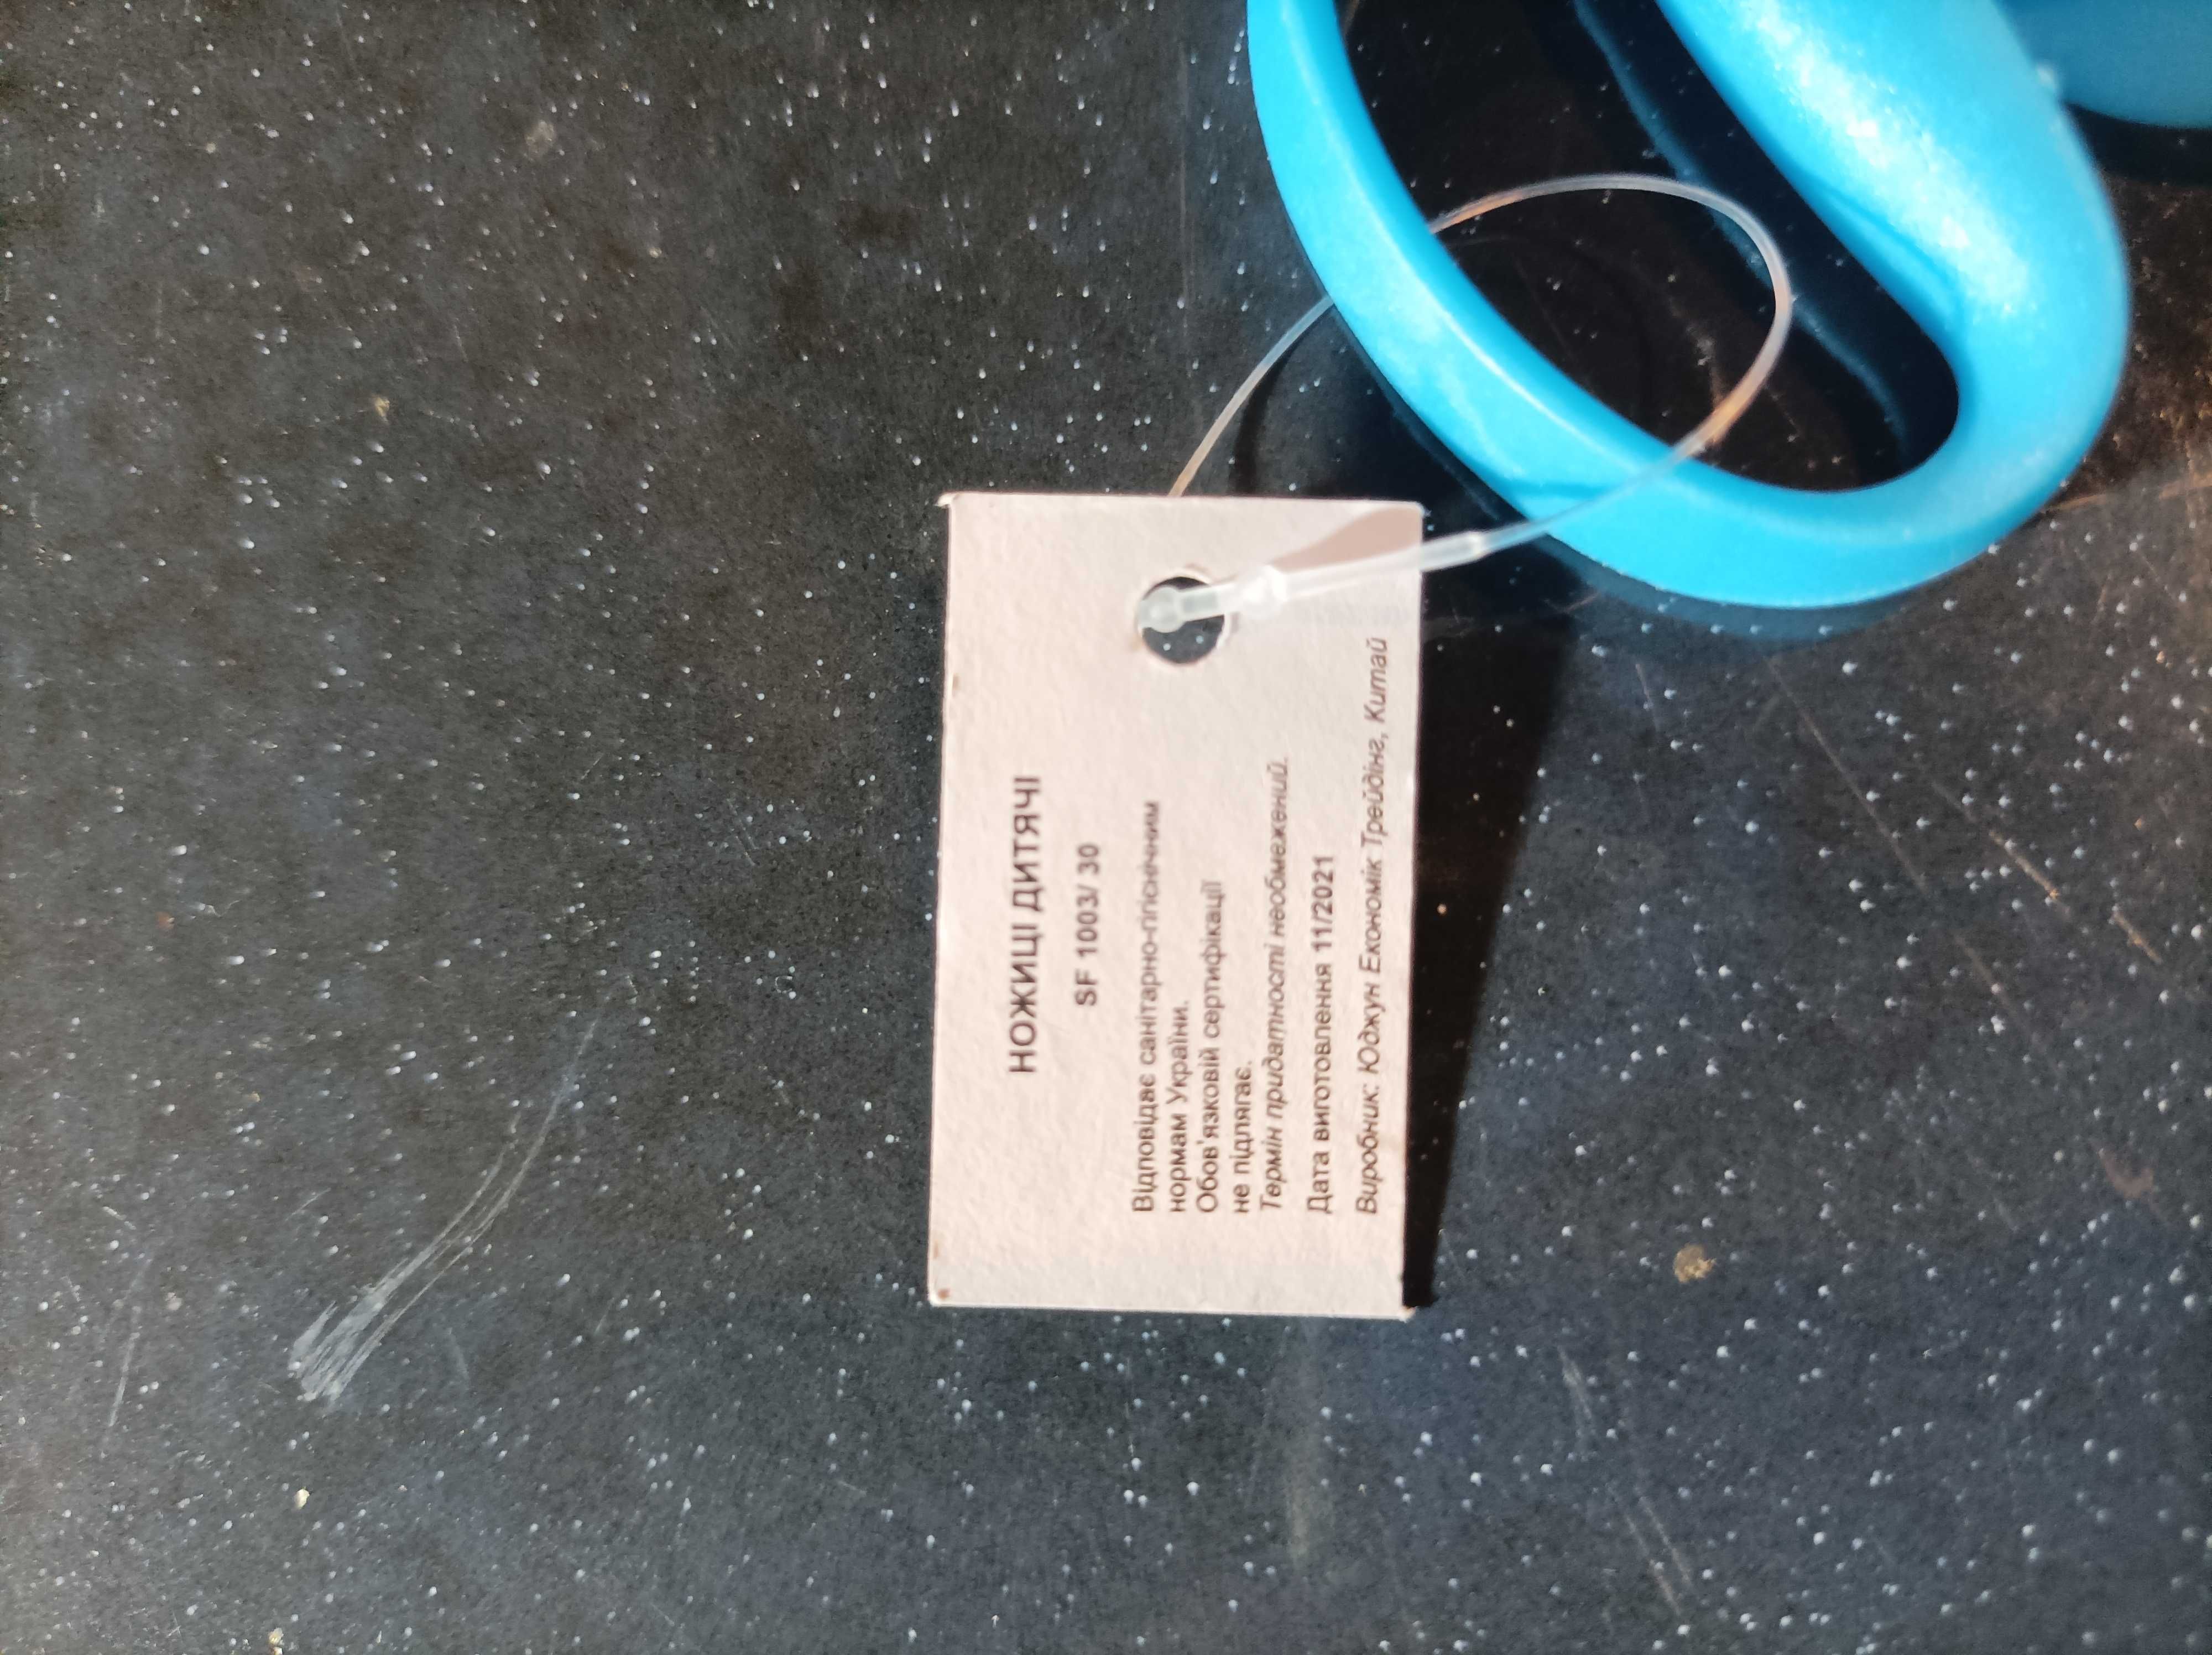 НОЖИЦІ ДИТЯЧІ
SF 1003/ 30
Відповідає санітарно-гігієнічним
нормам України.
Обов'язковій сертифікації
не підлягає.
Термін придатності необмежений.
Дата виготовлення 11/2021
Виробник: Юджун Економік Трейдінг, Китай